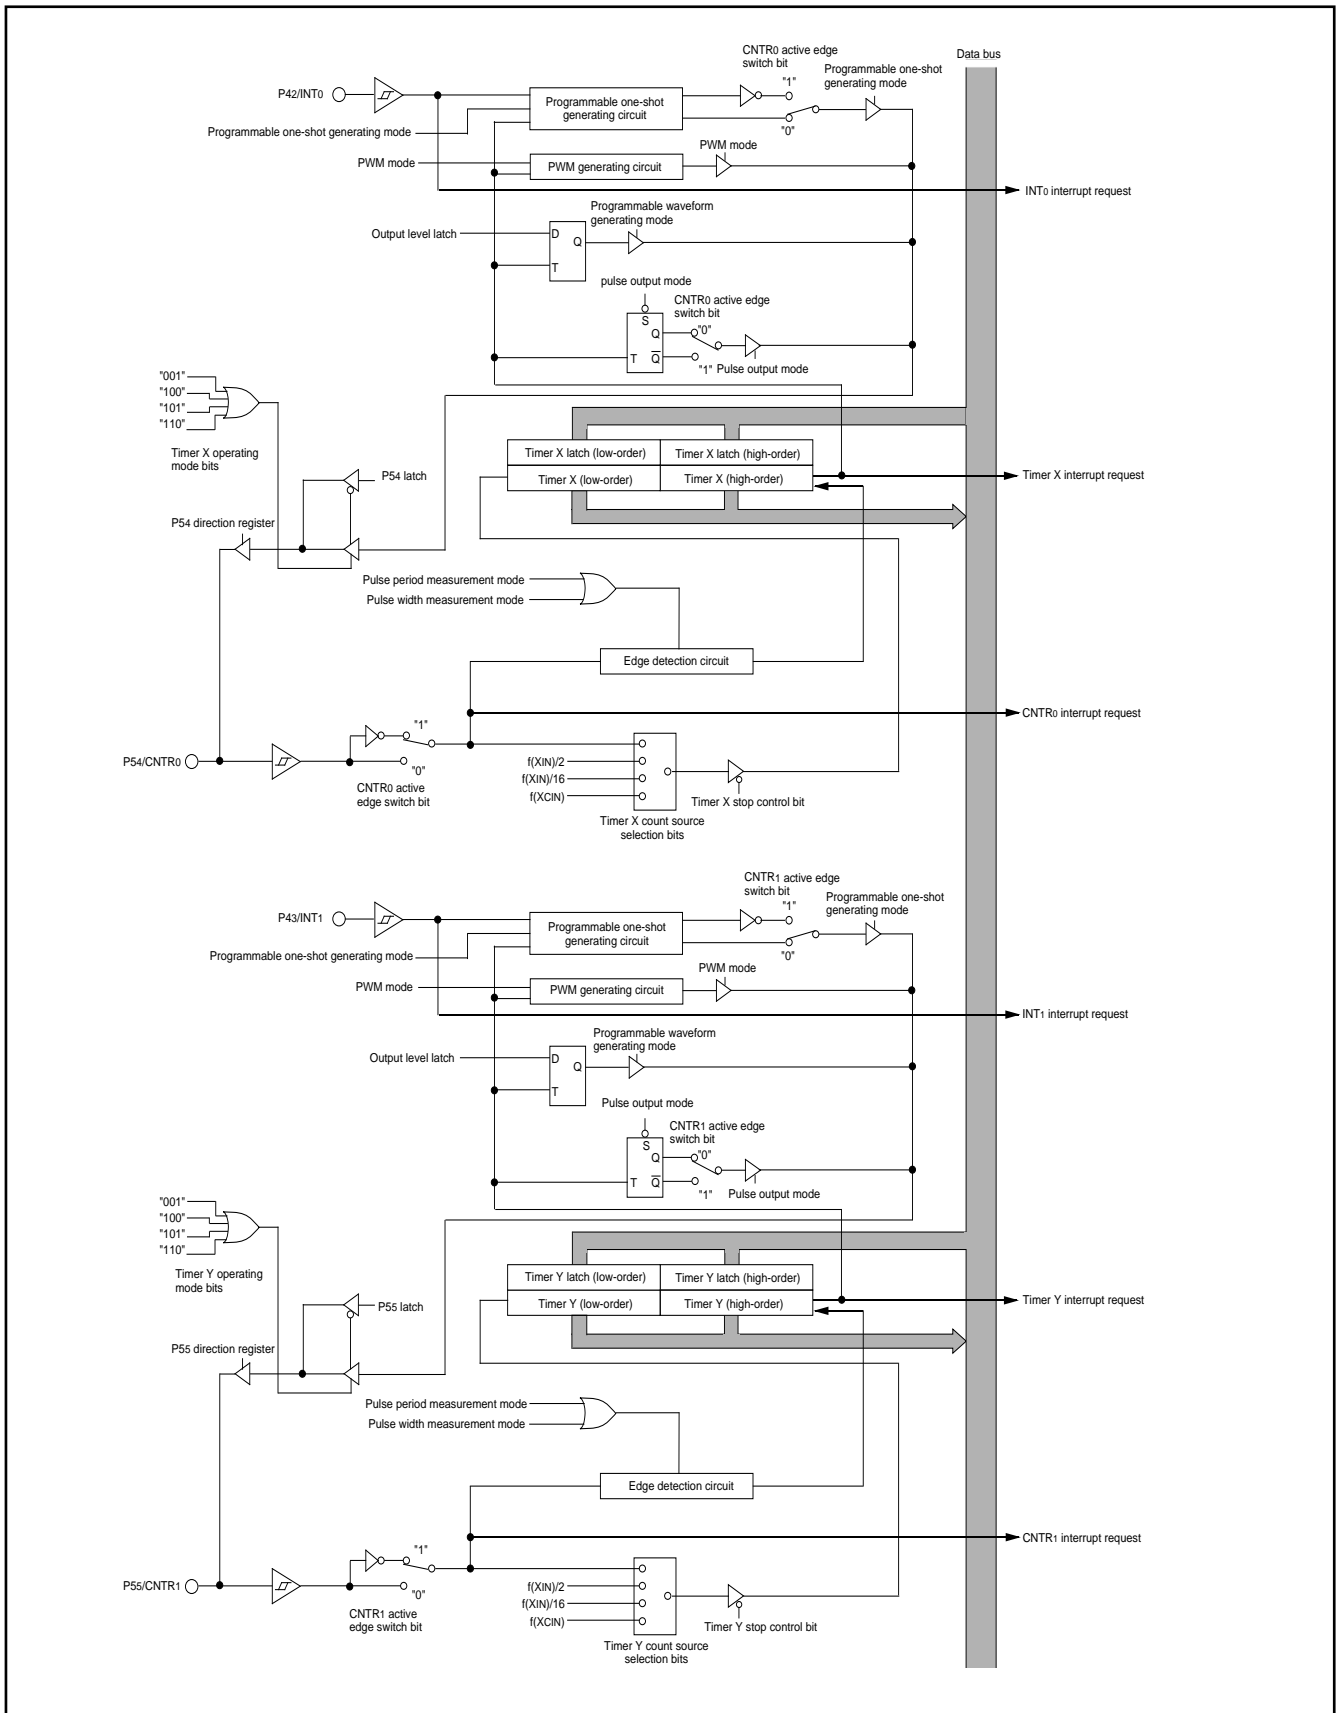 Data bus
CNTR0 active edge
switch bit
"1"
Programmable one-shot
generating mode
P42/INT0
Programmable one-shot
generating circuit
Programmable one-shot generating mode
"0"
PWM mode
PWM mode
PWM generating circuit
INT0 interrupt request
Programmable waveform
generating mode
Output level latch
D
Q
T
pulse output mode
CNTR0 active edge
switch bit
S
Q
"0"
T
Q
"1"
Pulse output mode
"001"
"100"
"101"
"110"
Timer X operating
mode bits
Timer X latch (low-order)
Timer X latch (high-order)
Timer X (low-order)
Timer X (high-order)
Timer X interrupt request
P54 latch
P54 direction register
Pulse period measurement mode
Pulse width measurement mode
Edge detection circuit
CNTR0 interrupt request
"1"
P54/CNTR0
"0"
CNTR0 active
edge switch bit
f(XIN)/2
f(XIN)/16
f(XCIN)
Timer X stop control bit
Timer X count source
selection bits
CNTR1 active edge
switch bit
"1"
Programmable one-shot
generating mode
P43/INT1
Programmable one-shot
generating circuit
Programmable one-shot generating mode
"0"
PWM mode
PWM mode
PWM generating circuit
INT1 interrupt request
Programmable waveform
generating mode
Output level latch
D
Q
T
Pulse output mode
CNTR1 active edge
switch bit
S
Q
"0"
T
Q
"1"
Pulse output mode
"001"
"100"
"101"
"110"
Timer Y operating
mode bits
Timer Y latch (low-order)
Timer Y latch (high-order)
Timer Y (low-order)
Timer Y (high-order)
Timer Y interrupt request
P55 latch
P55 direction register
Pulse period measurement mode
Pulse width measurement mode
Edge detection circuit
CNTR1 interrupt request
"1"
P55/CNTR1
"0"
CNTR1 active
edge switch bit
f(XIN)/2
f(XIN)/16
f(XCIN)
Timer Y stop control bit
Timer Y count source
selection bits